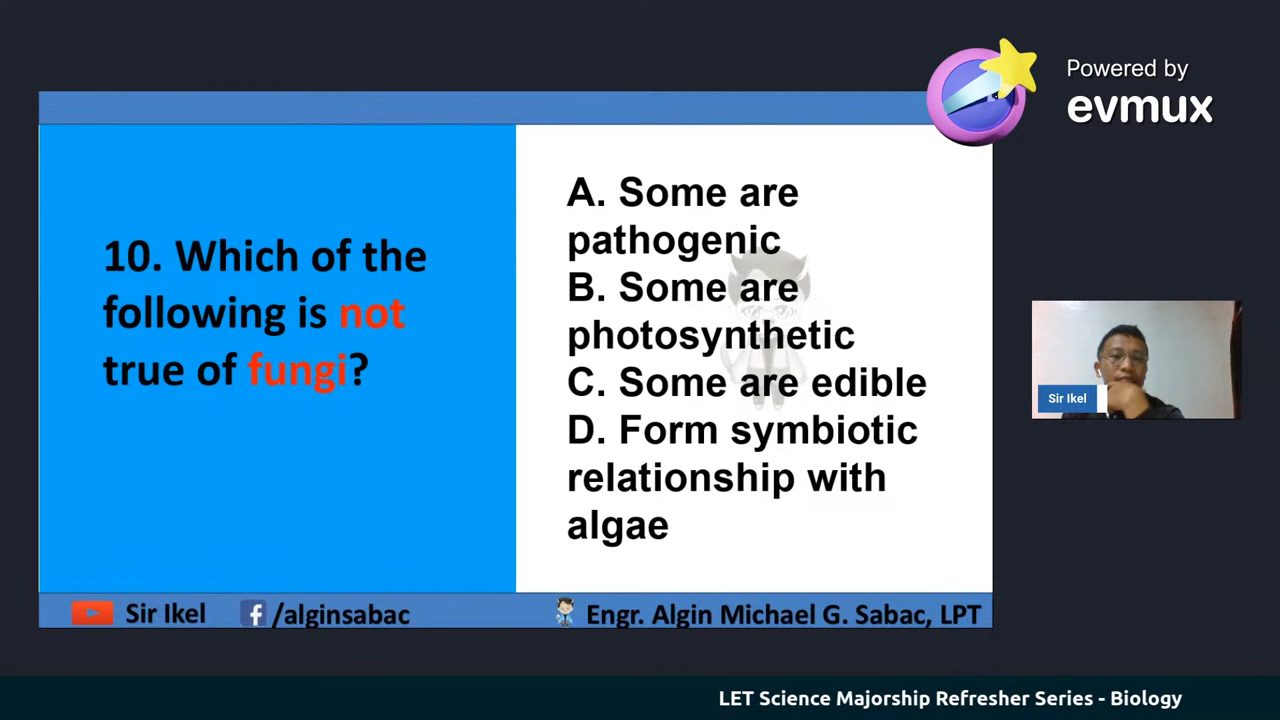 Powered by
evmux
10. Which of the
following is not
true of fungi?
A. Some are
pathogenic
B. Some are
photosynthetic
C. Some are edible
D. Form symbiotic
relationship with
algae
Sir Ikel
Sir Ikel
/alginsabac
Engr. Algin Michael G. Sabac, LPT
LET Science Majorship Refresher Series - Biology